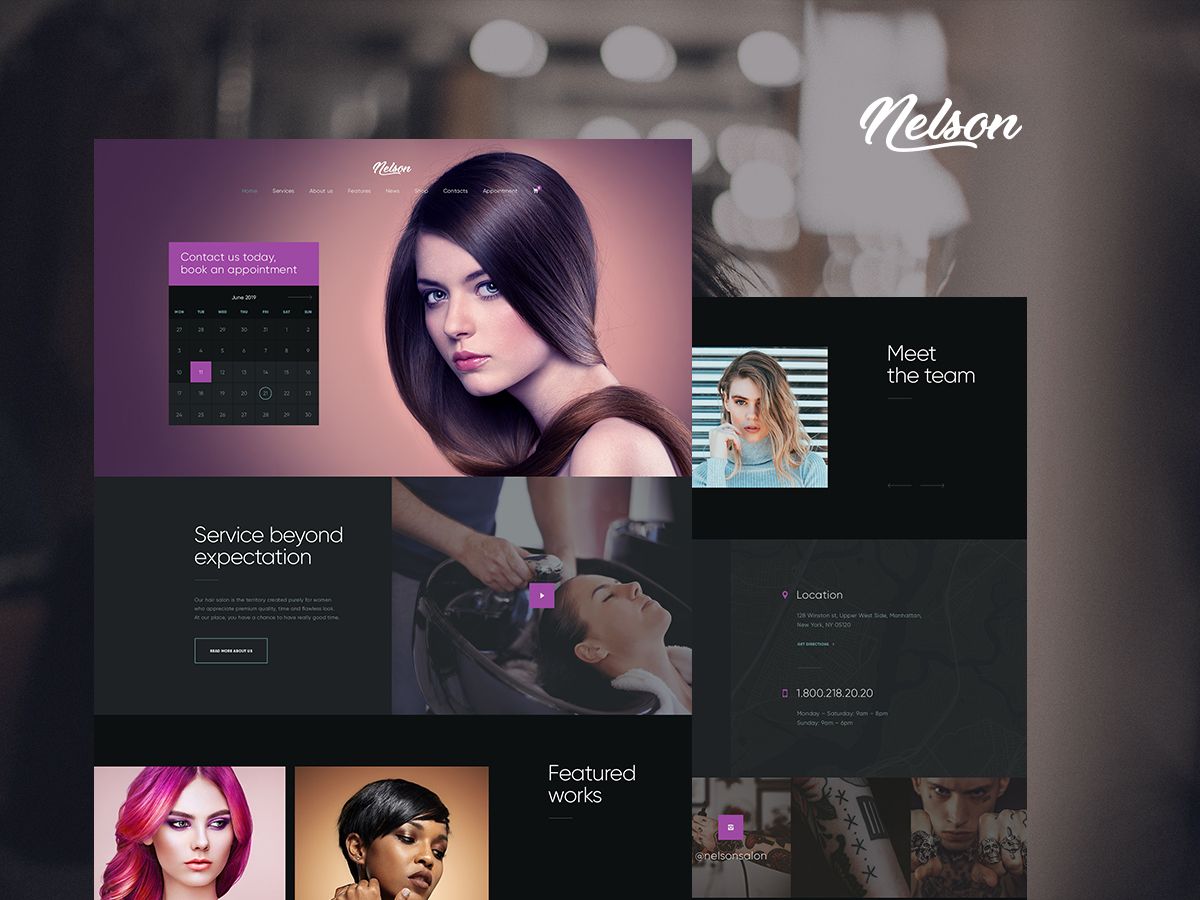 Nelson
Nelson
Home Services About us Features News Shop Contacts Appointment
Contact us today,
book an appointment
June 2019
MON TUE WED THU FRI SAT SUN
27 28 29 30 31 1 2
3 4 5 6 7 8 9
10 11 12 13 14 15 16
17 18 19 20 21 22 23
24 25 26 27 28 29 30
Service beyond
expectation
Our hair salon is the territory created purely for women
who appreciate premium quality, time and flawless look.
At our place, you have a chance to have really good time.
READ MORE ABOUT US
Featured
works
Meet
the team
Location
128 Winston st, Upper West Side, Manhattan,
New York, NY 05120
GET DIRECTIONS
1.800.218.20.20
Monday – Saturday: 9am – 8pm
Sunday: 9am – 6pm
@nelsonsalon